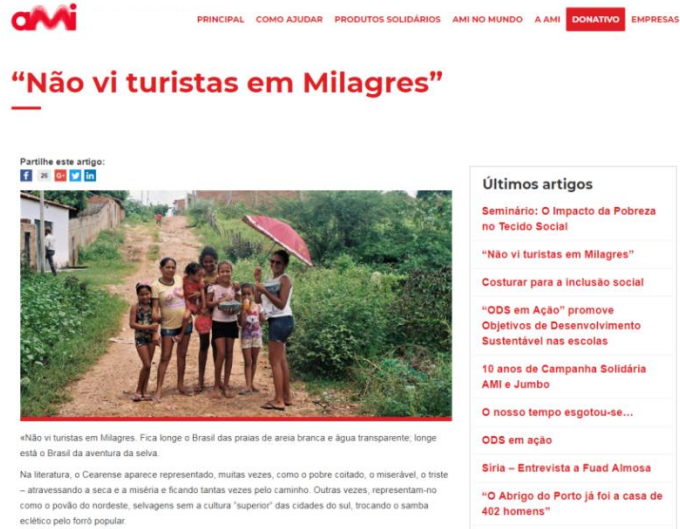 aMi
PRINCIPAL COMO AJUDAR PRODUTOS SOLIDÁRIOS AMI NO MUNDO A AMI DONATIVO EMPRESAS
“Não vi turistas em Milagres”
Partilhe este artigo:
f 26 G+ in
«Não vi turistas em Milagres. Fica longe o Brasil das praias de areia branca e água transparente, longe
está o Brasil da aventura da selva.
Na literatura, o Cearense aparece representado, muitas vezes, como o pobre coitado, o miserável, o triste
– atravessando a seca e a miséria e ficando tantas vezes pelo caminho. Outras vezes, representam-no
como o povão do nordeste, selvagens sem a cultura “superior” das cidades do sul, trocando o samba
eclético pelo forró popular.
Últimos artigos
Seminário: O Impacto da Pobreza
no Tecido Social
“Não vi turistas em Milagres”
Costurar para a inclusão social
“ODS em Ação” promove
Objetivos de Desenvolvimento
Sustentável nas escolas
10 anos de Campanha Solidária
AMI e Jumbo
O nosso tempo esgotou-se…
ODS em ação
Síria – Entrevista a Fuad Almosa
“O Abrigo do Porto já foi a casa de
402 homens”